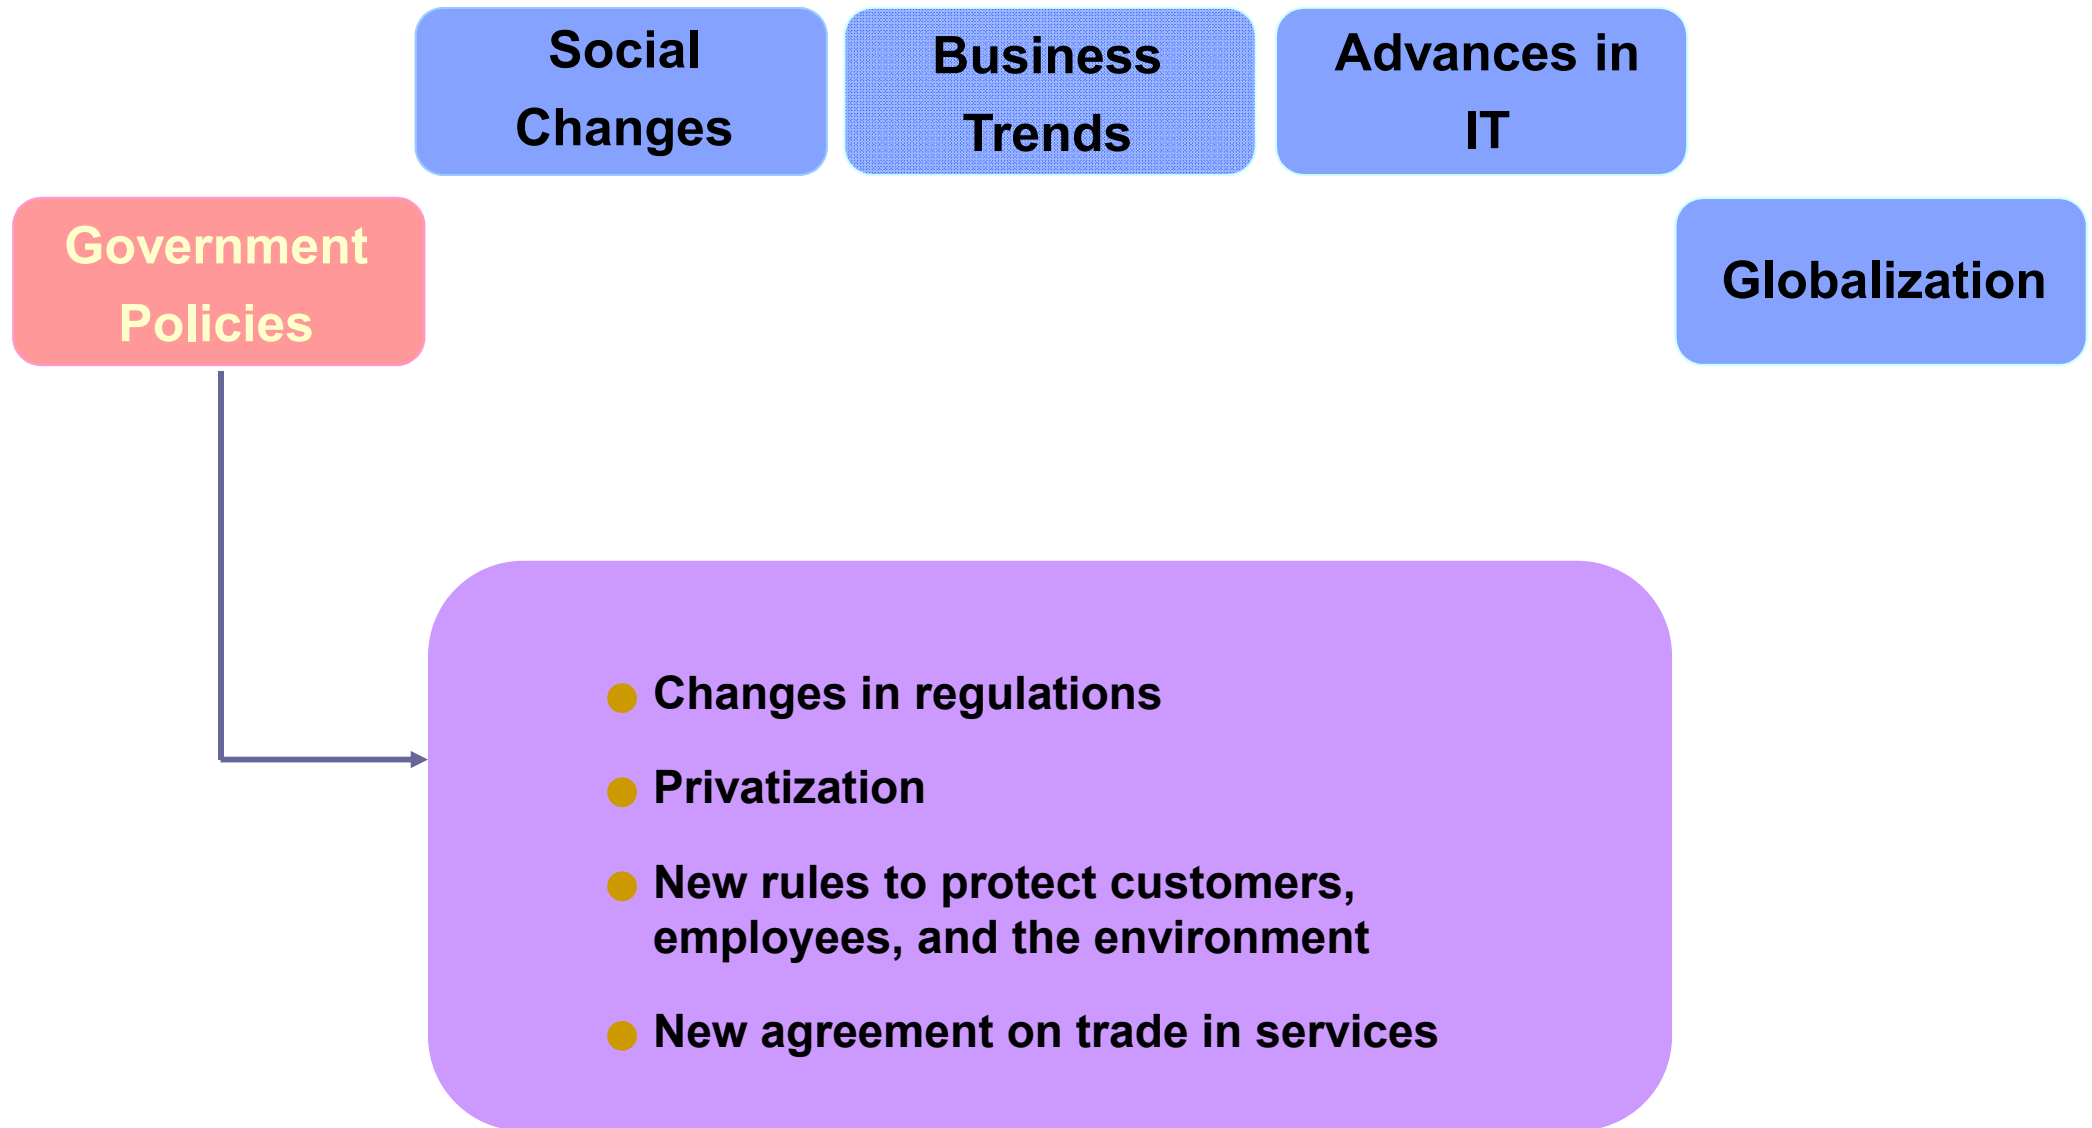 Social
Changes
Business
Trends
Advances in
IT
Government
Policies
Globalization
Changes in regulations
Privatization
New rules to protect customers,
employees, and the environment
New agreement on trade in services